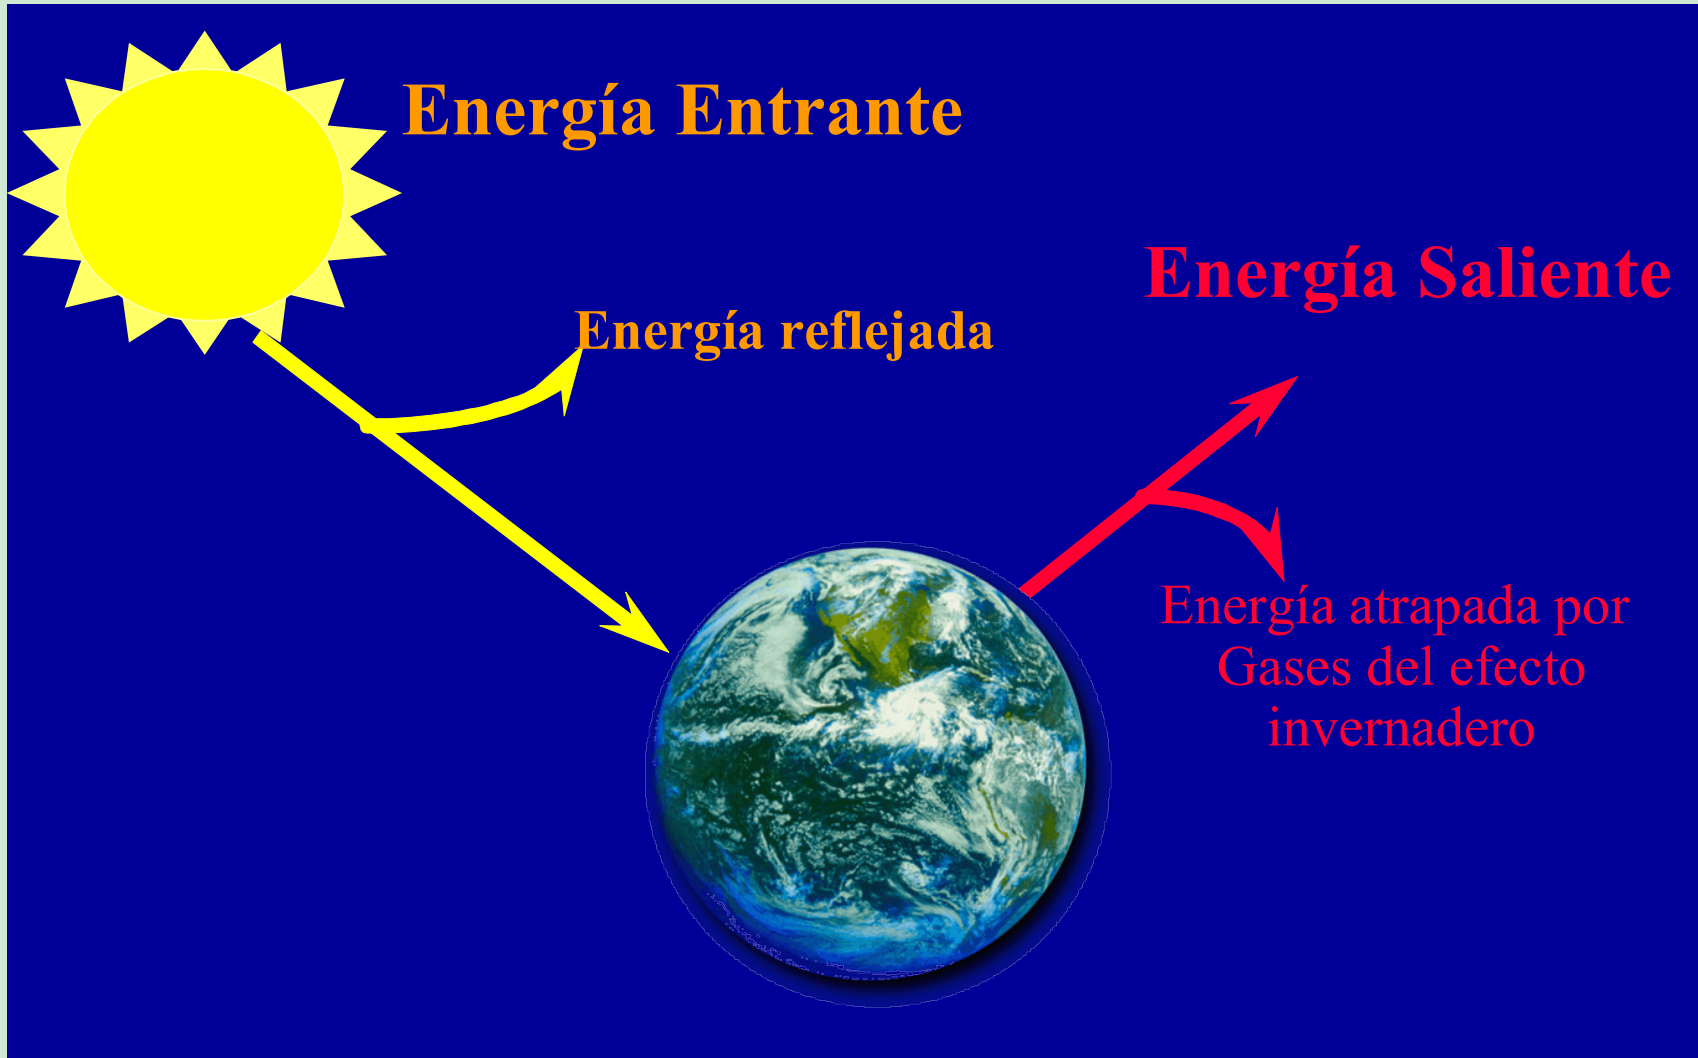 Energía Entrante
Energía Saliente
Energía reflejada
Energía atrapada por
Gases del efecto
invernadero